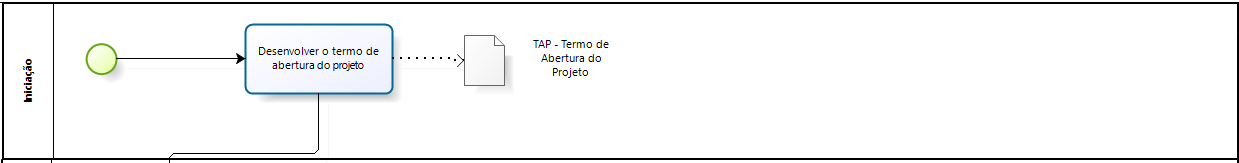 Iniciação
Desenvolver o termo de
abertura do projeto
TAP - Termo de
Abertura do
Projeto